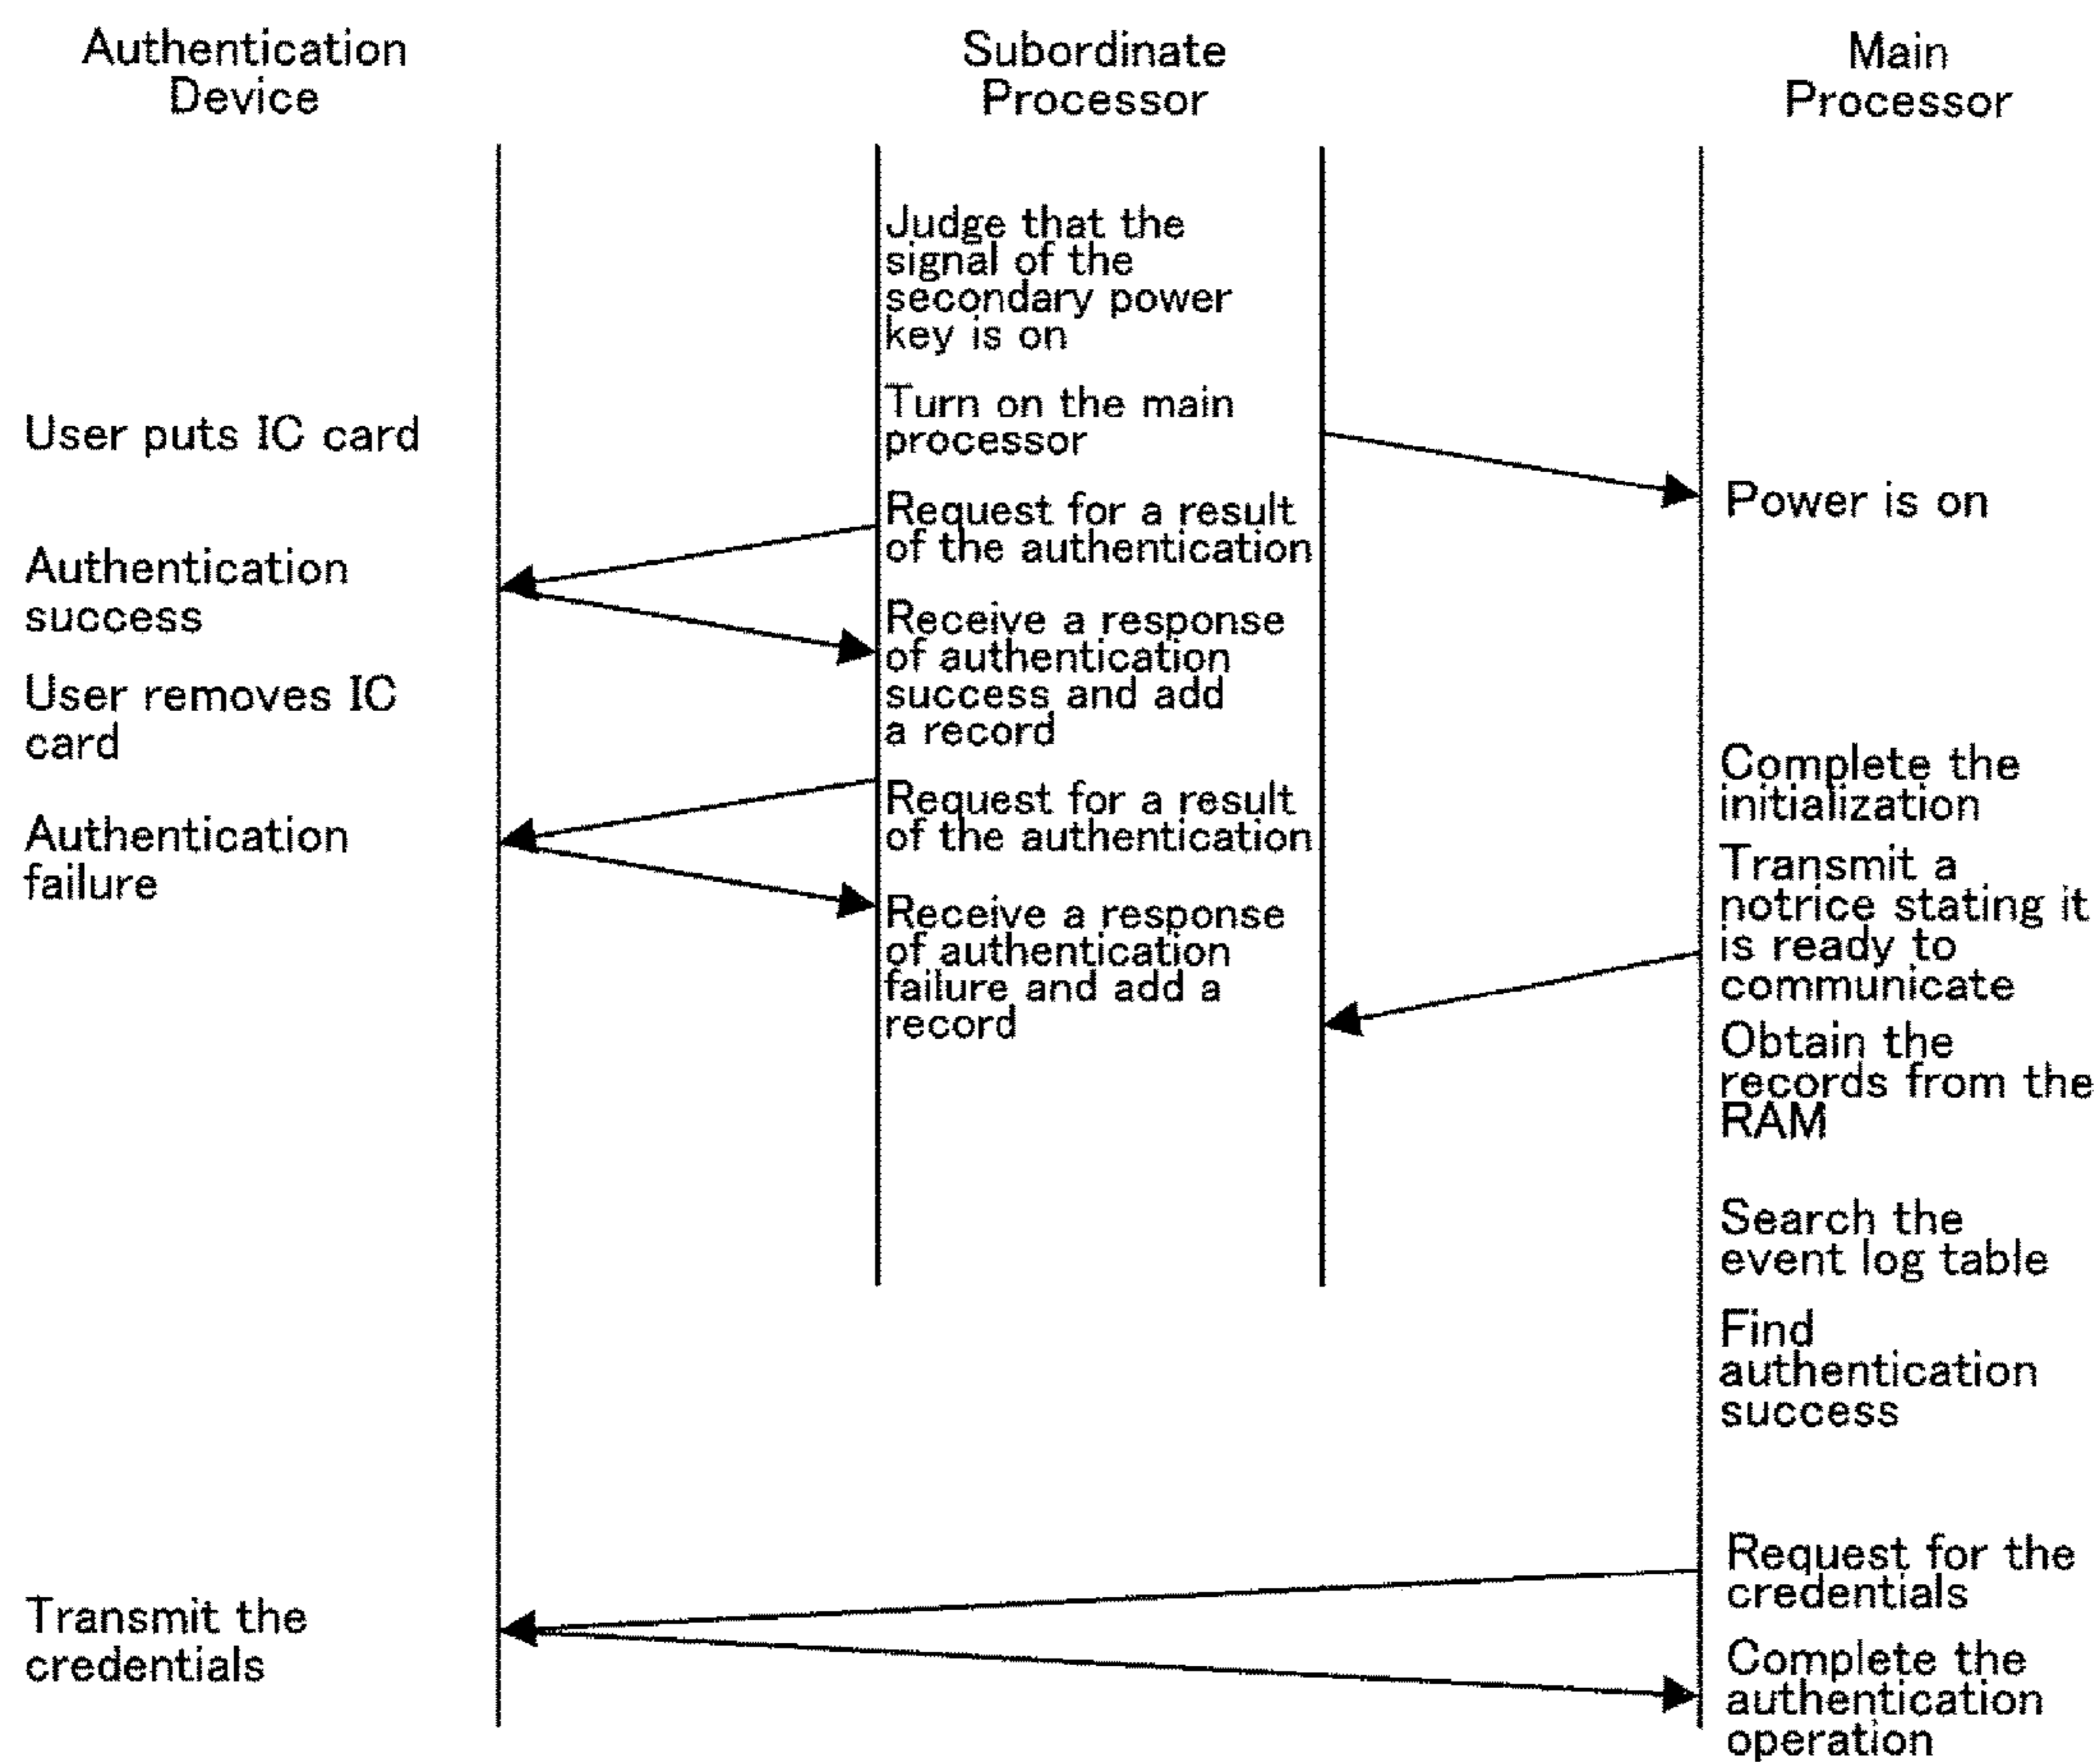 Authentication
Device
Subordinate
Processor
Main
Processor
Judge that the
signal of the
secondary power
key is on
User puts IC card
Turn on the main
processor
Power is on
Request for a result
of the authentication
Authentication
success
Receive a response
of authentication
success and add
a record
User removes IC
card
Complete the
initialization
Request for a result
of the authentication
Authentication
failure
Transmit a
notrice stating it
is ready to
communicate
Receive a response
of authentication
failure and add a
record
Obtain the
records from the
RAM
Search the
event log table
Find
authentication
success
Request for the
credentials
Transmit the
credentials
Complete the
authentication
operation